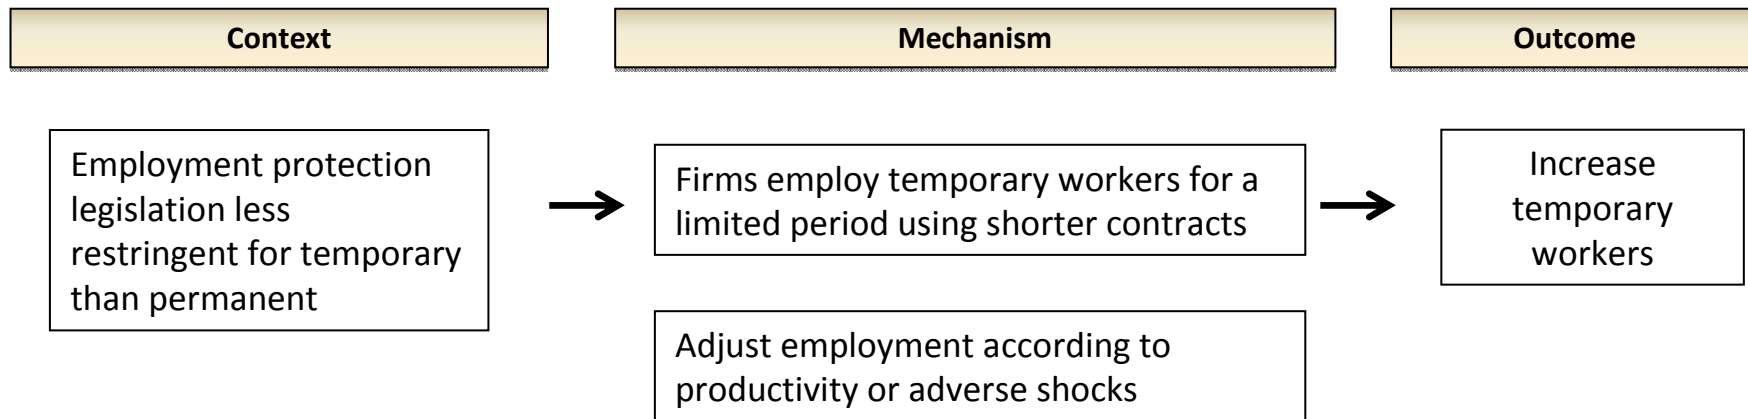 Context
Mechanism
Outcome
Employment protection
legislation less
restringent for temporary
than permanent
Firms employ temporary workers for a
limited period using shorter contracts
Increase
temporary
workers
Adjust employment according to
productivity or adverse shocks